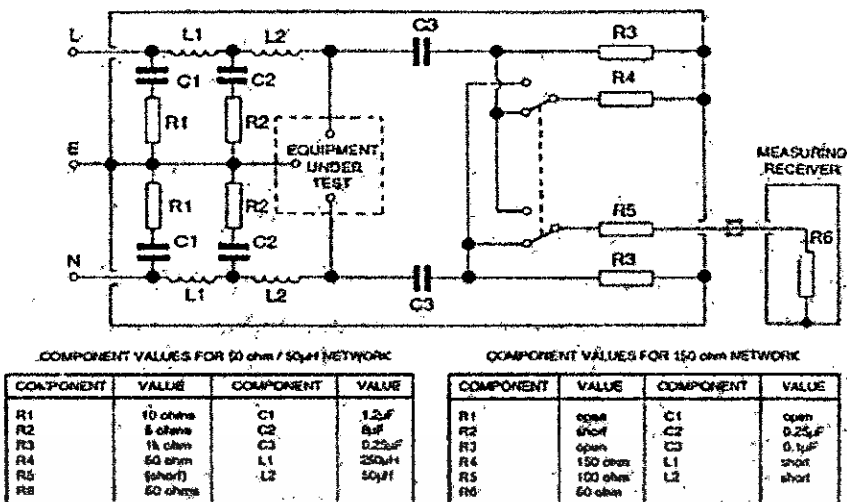 L L1 L2 C3 R3
C1 C2 R4
R1 R2
E
EQUIPMENT
UNDER
TEST
MEASURING
RECEIVER
R1 R2 R5 R6
C1 C2
N L1 L2 C3 R3
COMPONENT VALUES FOR 50 ohm / 50µH NETWORK
COMPONENT VALUE COMPONENT VALUE
R1 10 ohms C1 1.2uF
R2 5 ohms C2 8uF
R3 1k ohm C3 0.25uF
R4 50 ohm L1 250µH
R5 (short) L2 50µH
R6 50 ohms
COMPONENT VALUES FOR 150 ohm NETWORK
COMPONENT VALUE COMPONENT VALUE
R1 open C1 open
R2 short C2 0.25µF
R3 open C3 0.1µF
R4 150 ohms L1 short
R5 100 ohm L2 short
R6 50 ohm